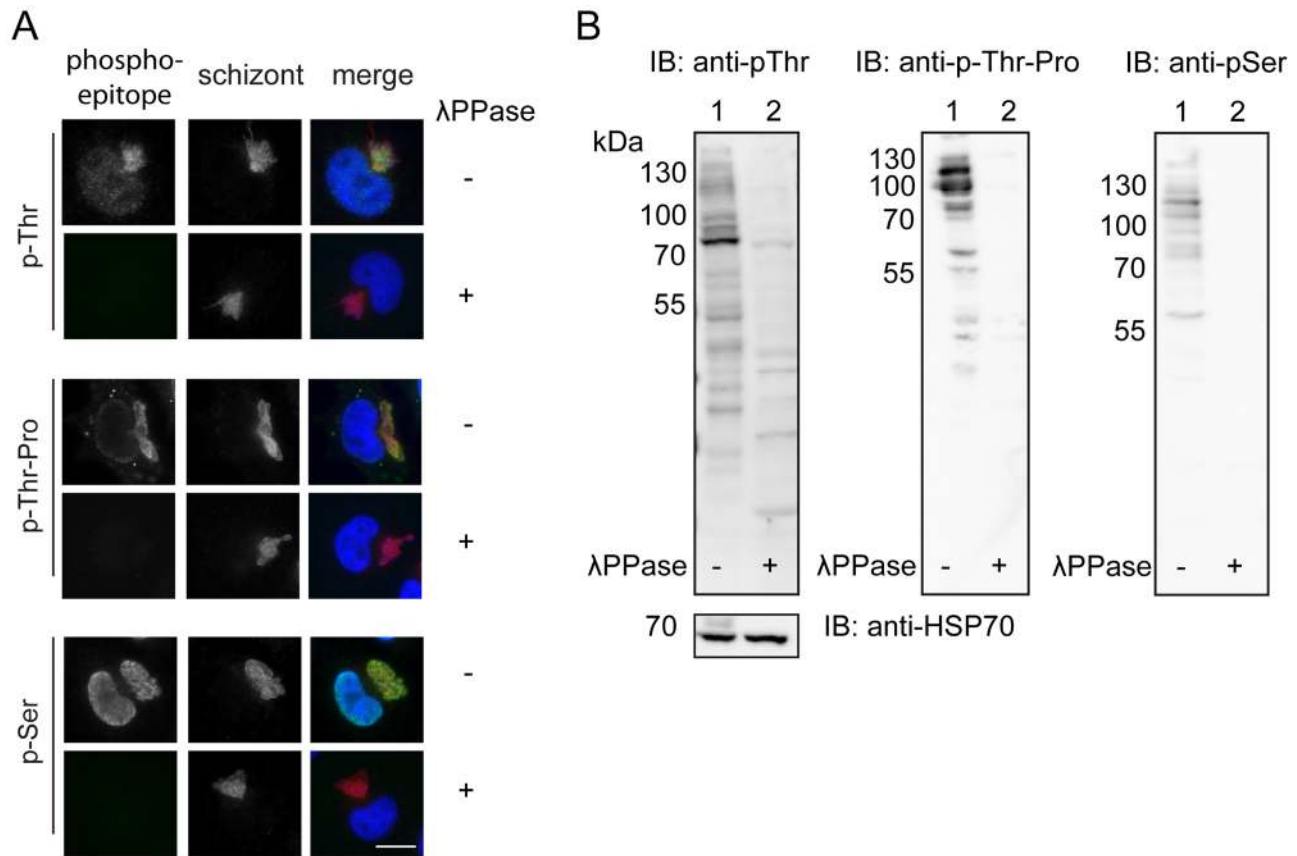 A
phospho-
epitope
schizont
merge
λPPase
p-Thr
-
+
p-Thr-Pro
-
+
p-Ser
-
+
B
IB: anti-pThr
1 2
kDa
130
100
70
55
λPPase - +
70
IB: anti-HSP70
IB: anti-p-Thr-Pro
1 2
130
100
70
55
λPPase - +
IB: anti-pSer
1 2
130
100
70
55
λPPase - +